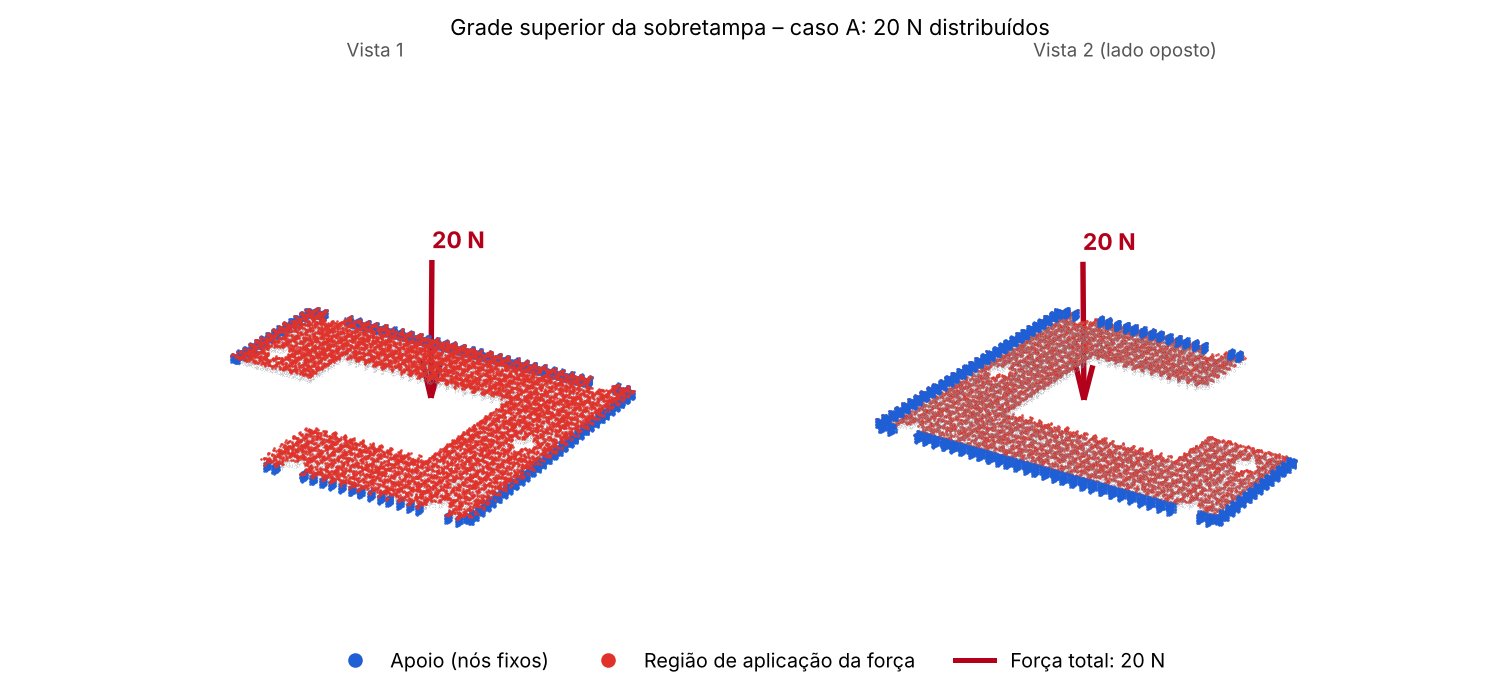 Grade superior da sobretampa – caso A: 20 N distribuídos
Vista 1
Vista 2 (lado oposto)
20 N
20 N
Apoio (nós fixos)
Região de aplicação da força
Força total: 20 N